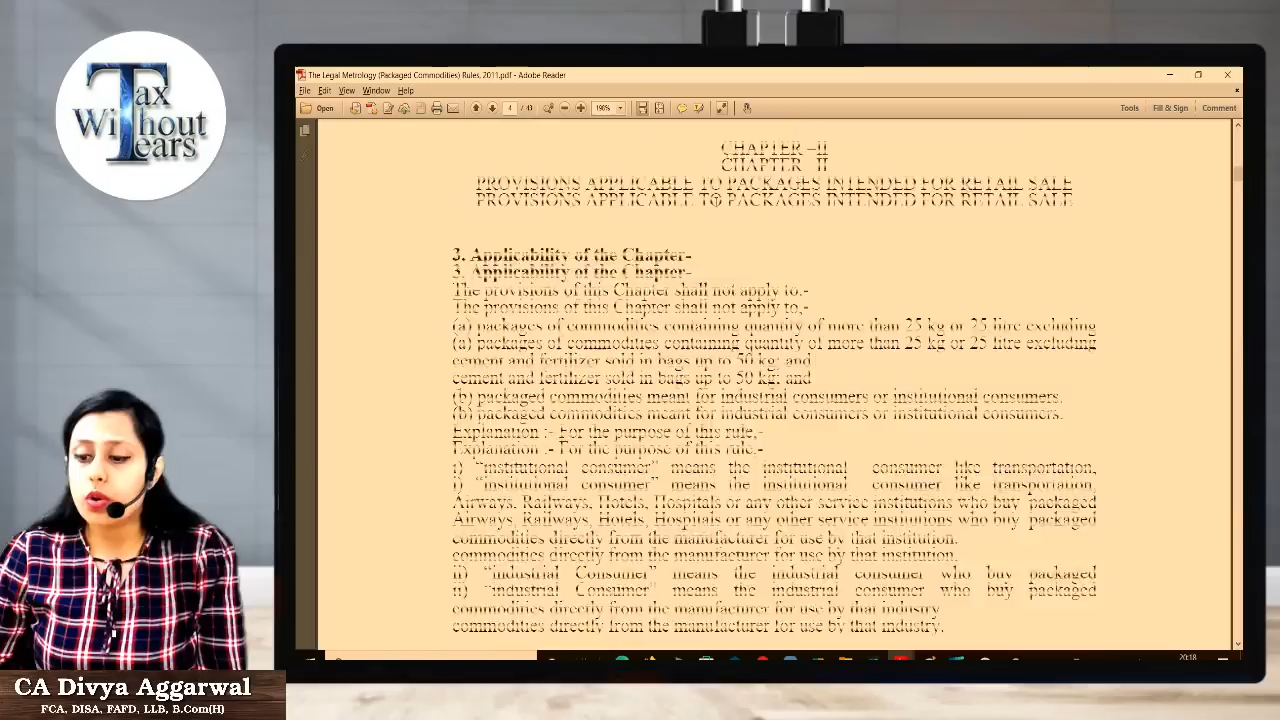 Tax
Without
Tears
The Legal Metrology (Packaged Commodities) Rules, 2011.pdf - Adobe Reader
File Edit View Window Help
Open 4 / 43 190% Tools Fill & Sign Comment
CHAPTER –II
CHAPTER –II
PROVISIONS APPLICABLE TO PACKAGES INTENDED FOR RETAIL SALE
PROVISIONS APPLICABLE TO PACKAGES INTENDED FOR RETAIL SALE
3. Applicability of the Chapter-
3. Applicability of the Chapter-
The provisions of this Chapter shall not apply to,-
The provisions of this Chapter shall not apply to,-
(a) packages of commodities containing quantity of more than 25 kg or 25 litre excluding
(a) packages of commodities containing quantity of more than 25 kg or 25 litre excluding
cement and fertilizer sold in bags up to 50 kg; and
cement and fertilizer sold in bags up to 50 kg; and
(b) packaged commodities meant for industrial consumers or institutional consumers.
(b) packaged commodities meant for industrial consumers or institutional consumers.
Explanation :- For the purpose of this rule,-
Explanation :- For the purpose of this rule,-
i) “institutional consumer” means the institutional consumer like transportation,
i) “institutional consumer” means the institutional consumer like transportation,
Airways, Railways, Hotels, Hospitals or any other service institutions who buy packaged
Airways, Railways, Hotels, Hospitals or any other service institutions who buy packaged
commodities directly from the manufacturer for use by that institution.
commodities directly from the manufacturer for use by that institution.
ii) “industrial Consumer” means the industrial consumer who buy packaged
ii) “industrial Consumer” means the industrial consumer who buy packaged
commodities directly from the manufacturer for use by that industry.
commodities directly from the manufacturer for use by that industry.
20:18
CA Divya Aggarwal
FCA, DISA, FAFD, LLB, B.Com(H)